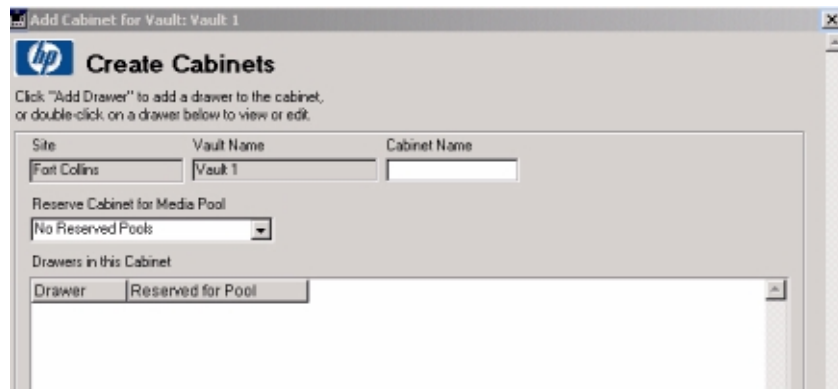 Add Cabinet for Vault: Vault 1
hp
Create Cabinets
Click "Add Drawer" to add a drawer to the cabinet,
or double-click on a drawer below to view or edit.
Site Vault Name Cabinet Name
Fort Collins Vault 1
Reserve Cabinet for Media Pool
No Reserved Pools
Drawers in this Cabinet
Drawer Reserved for Pool